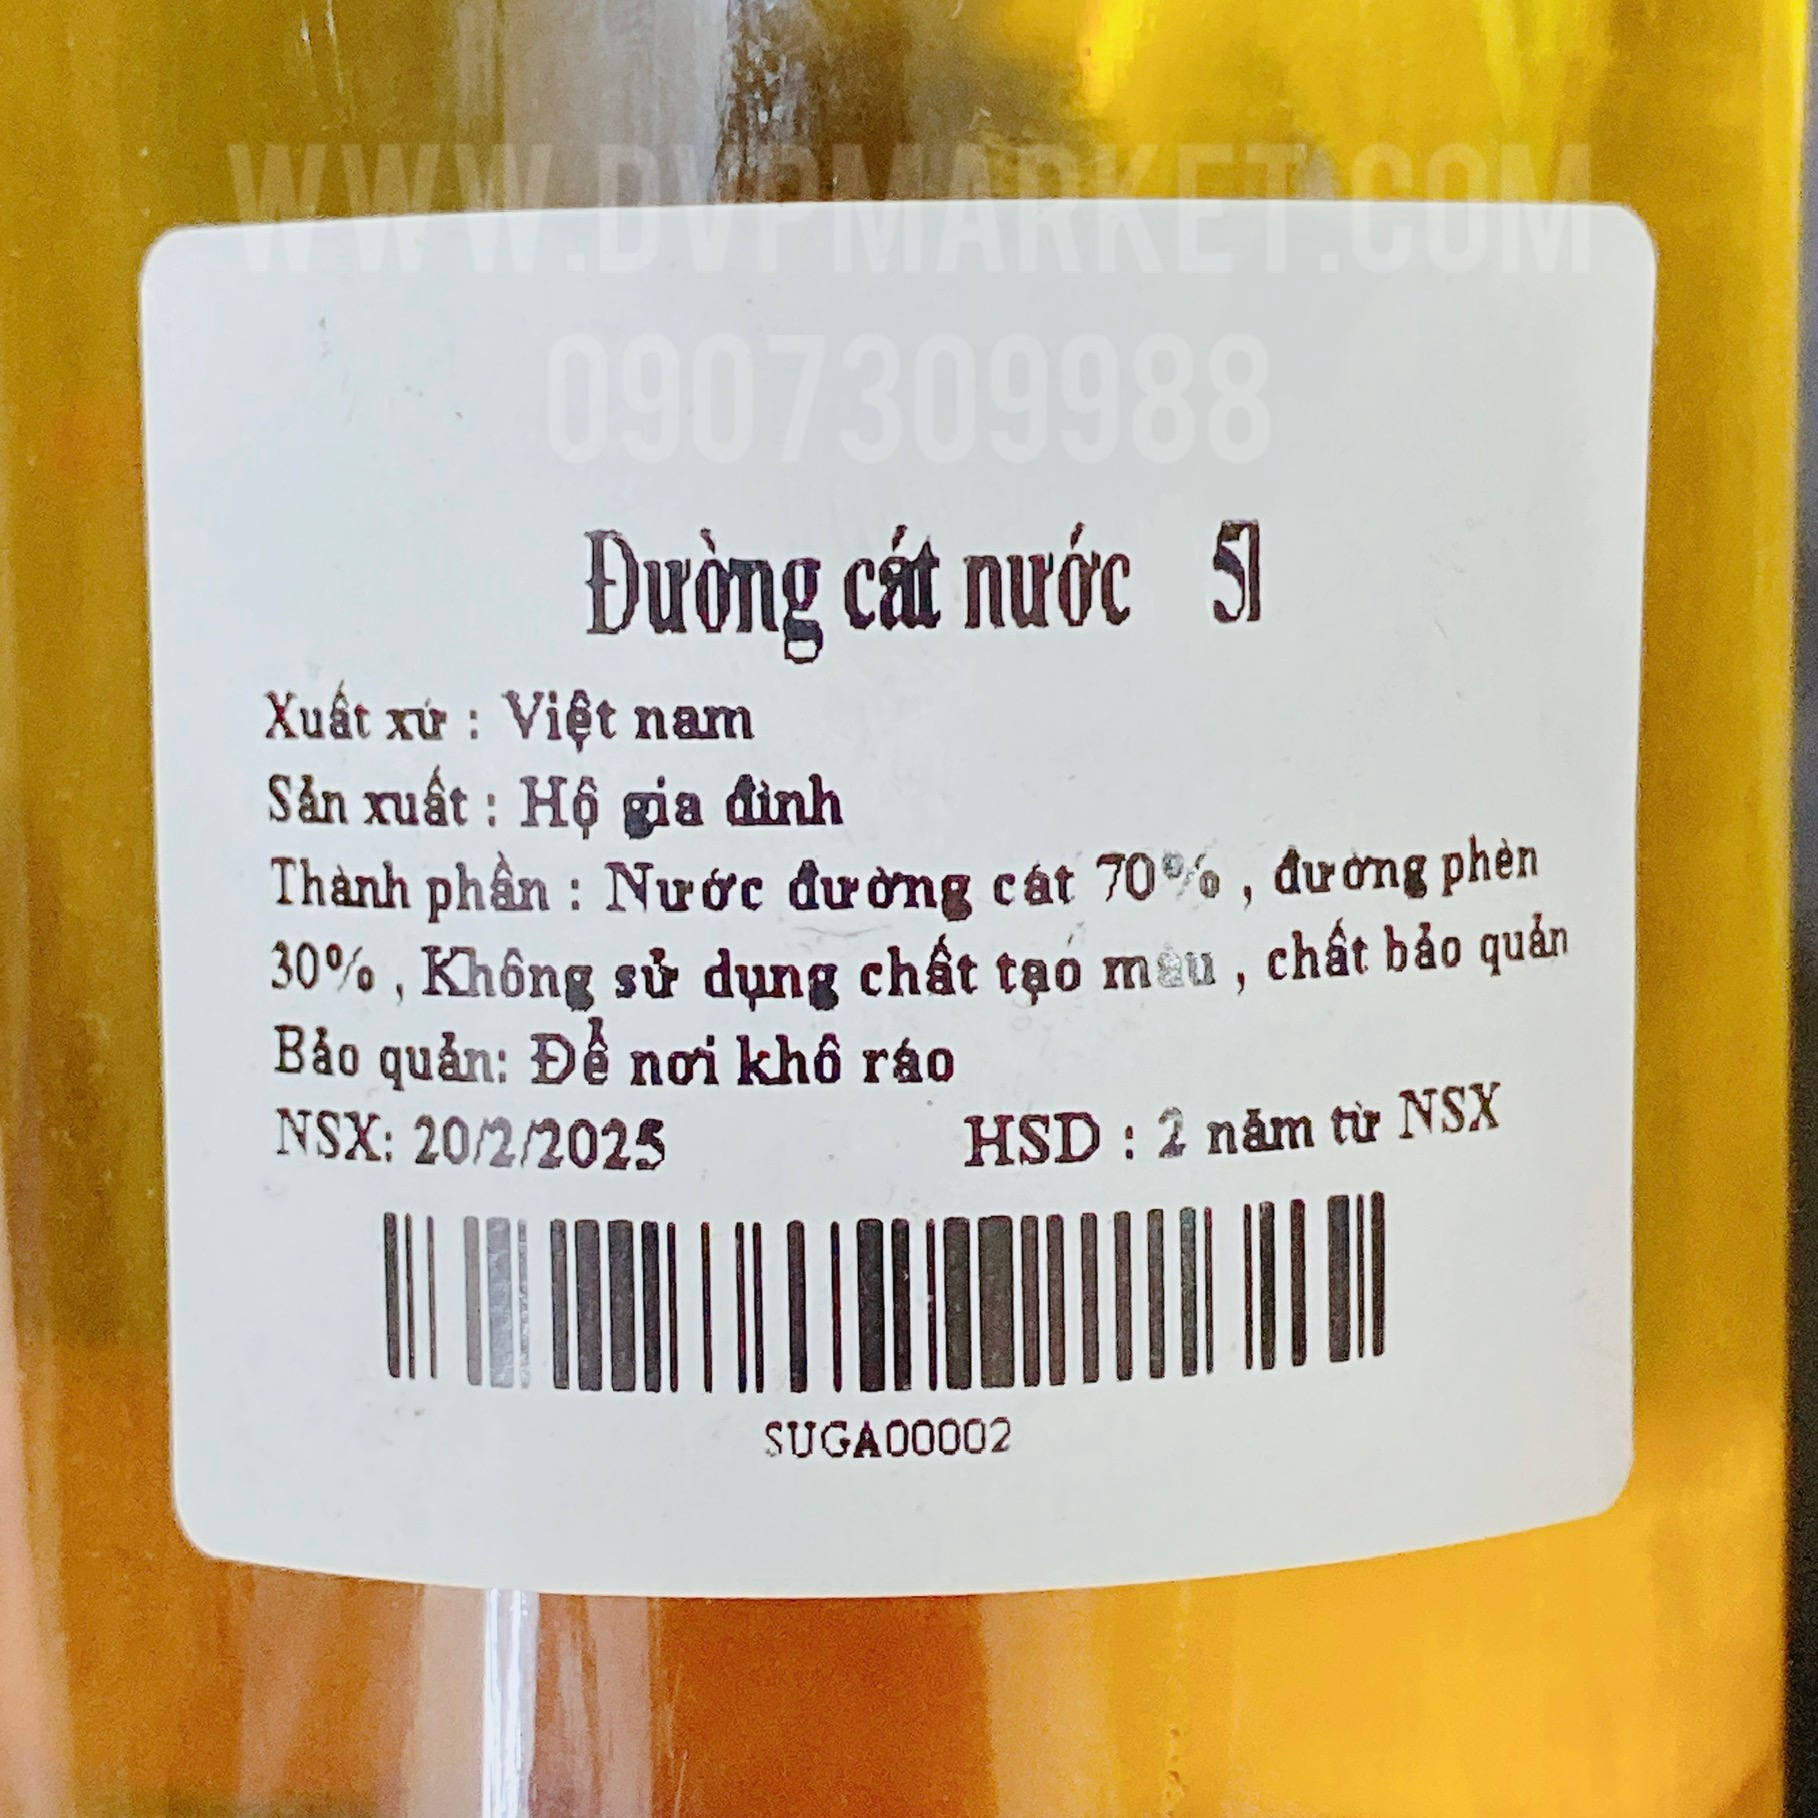 WWW.DVPMARKET.COM
0907309988
Đường cát nước 5l
Xuất xứ : Việt nam
Sản xuất : Hộ gia đình
Thành phần : Nước đường cát 70% , đường phèn
30% , Không sử dụng chất tạo màu , chất bảo quản
Bảo quản: Để nơi khô ráo
NSX: 20/2/2025 HSD : 2 năm từ NSX
SUGA00002